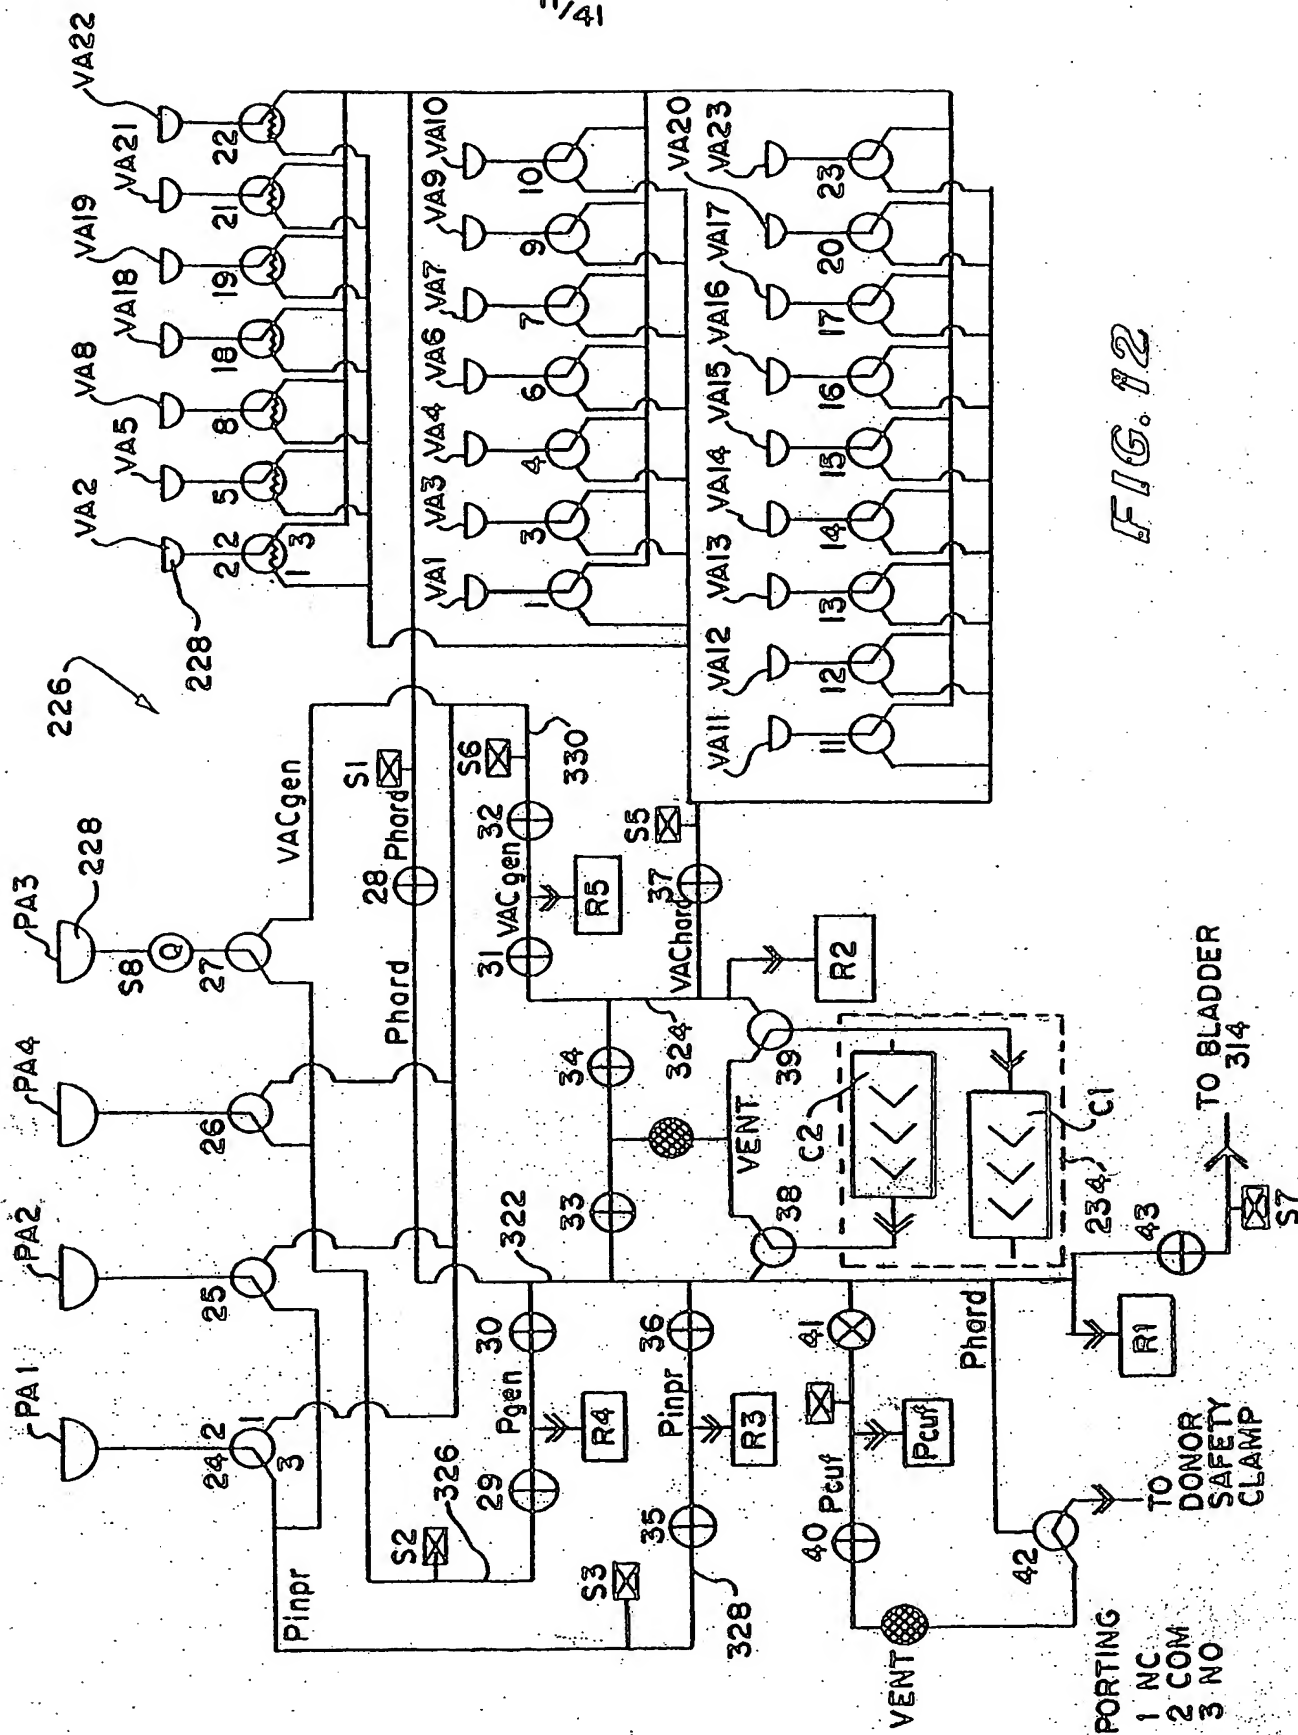 11/41
226
PA1
PA2
PA4
PA3
228
S8
Q
24
2
1
3
25
26
27
VACgen
Pinpr
S2
326
S3
Phard
28
Phard
S1
29
Pgen
30
R4
322
31
VACgen
32
S6
R5
330
35
Pinpr
36
R3
328
33
34
VENT
324
VAChard
37
S5
R2
38
39
C2
C1
234
40
Pcuf
41
Pcuf
VENT
42
TO
DONOR
SAFETY
CLAMP
Phard
R1
43
S7
TO BLADDER
314
PORTING
1 NC
2 COM
3 NO
228
VA2
VA5
VA8
VA18
VA19
VA21
VA22
22
2
1
3
5
8
18
19
21
22
VA1
VA3
VA4
VA6
VA7
VA9
VA10
1
3
4
6
7
9
10
VA11
VA12
VA13
VA14
VA15
VA16
VA17
VA20
VA23
11
12
13
14
15
16
17
20
23
FIG. 12